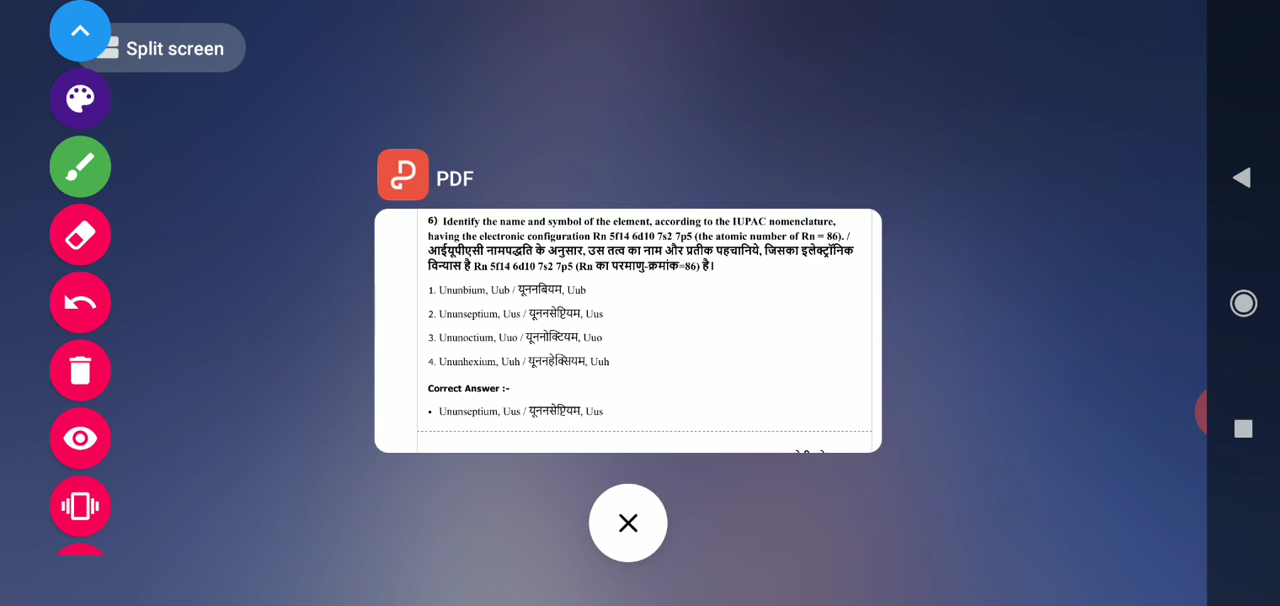 Split screen
PDF
6) Identify the name and symbol of the element, according to the IUPAC nomenclature,
having the electronic configuration Rn 5f14 6d10 7s2 7p5 (the atomic number of Rn = 86). /
आईयूपीएसी नामपद्धति के अनुसार, उस तत्व का नाम और प्रतीक पहचानिये, जिसका इलेक्ट्रॉनिक
विन्यास है Rn 5f14 6d10 7s2 7p5 (Rn का परमाणु-क्रमांक=86) है।
1. Ununbium, Uub / यूननबियम, Uub
2. Ununseptium, Uus / यूननसेप्टियम, Uus
3. Ununoctium, Uuo / यूननोक्टियम, Uuo
4. Ununhexium, Uuh / यूननहेक्सियम, Uuh
Correct Answer :-
• Ununseptium, Uus / यूननसेप्टियम, Uus